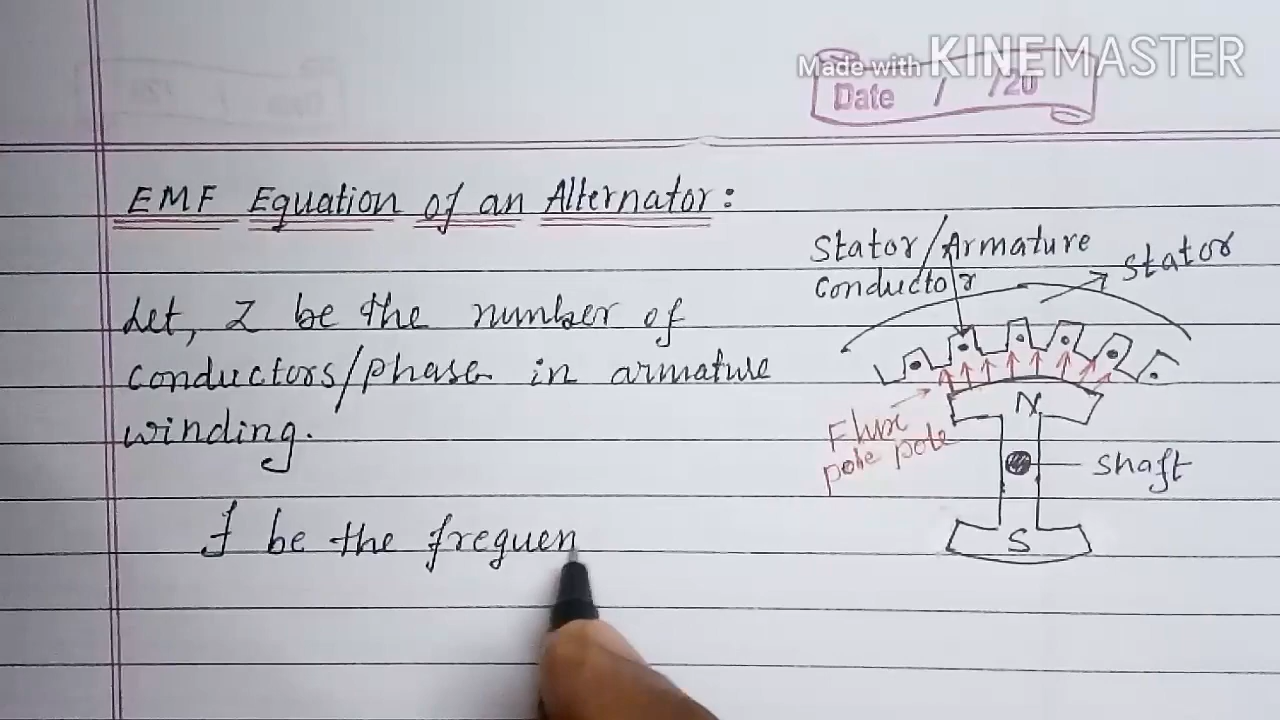 Made with KINEMASTER
Date / /20
EMF Equation of an Alternator:
Let, Z be the number of
conductors/phase in armature
winding.
f be the frequen
Stator/Armature
conductor
Stator
Flux
pole pole
N
Shaft
S